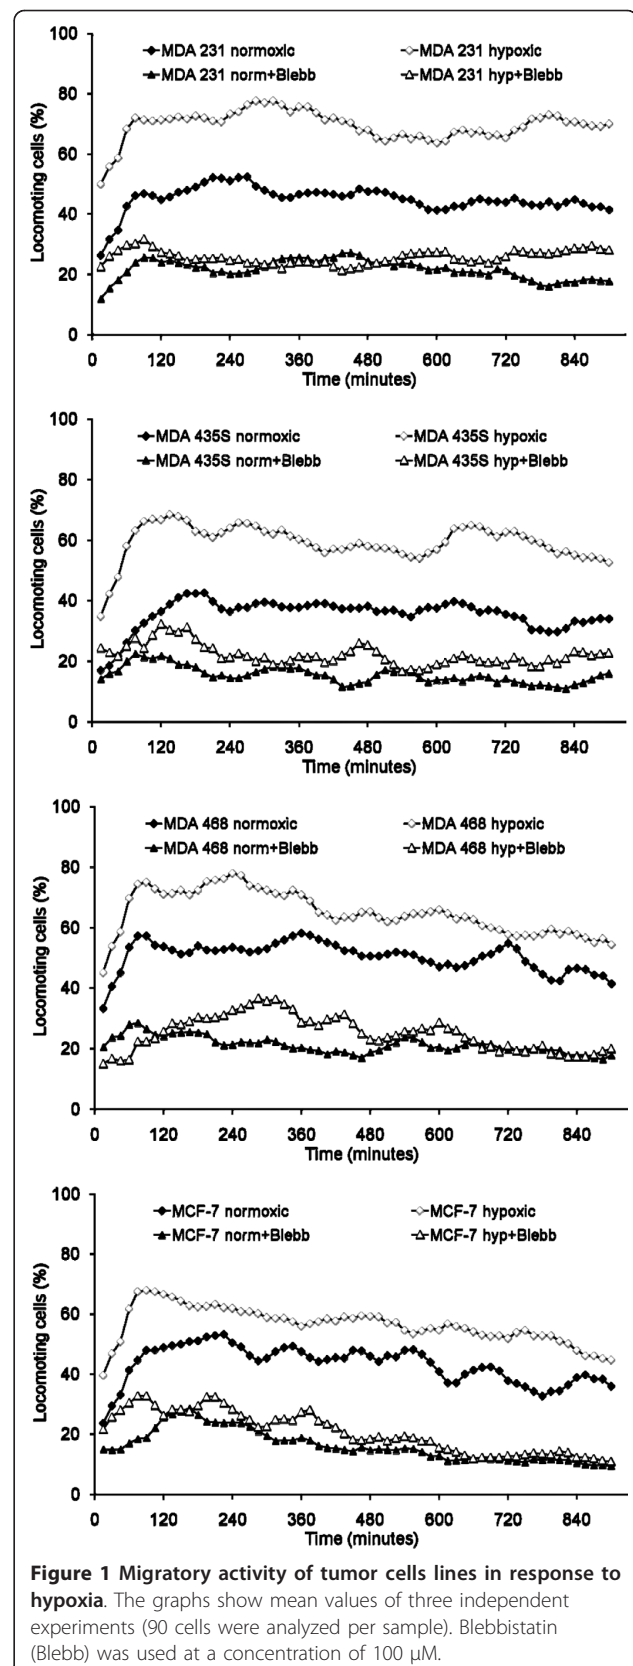 MDA 231 normoxic
MDA 231 hypoxic
MDA 231 norm+Blebb
MDA 231 hyp+Blebb
Locomoting cells (%)
100
80
60
40
20
0
0 120 240 360 480 600 720 840
Time (minutes)
MDA 435S normoxic
MDA 435S hypoxic
MDA 435S norm+Blebb
MDA 435S hyp+Blebb
Locomoting cells (%)
100
80
60
40
20
0
0 120 240 360 480 600 720 840
Time (minutes)
MDA 468 normoxic
MDA 468 hypoxic
MDA 468 norm+Blebb
MDA 468 hyp+Blebb
Locomoting cells (%)
100
80
60
40
20
0
0 120 240 360 480 600 720 840
Time (minutes)
MCF-7 normoxic
MCF-7 hypoxic
MCF-7 norm+Blebb
MCF-7 hyp+Blebb
Locomoting cells (%)
100
80
60
40
20
0
0 120 240 360 480 600 720 840
Time (minutes)
Figure 1 Migratory activity of tumor cells lines in response to
hypoxia. The graphs show mean values of three independent
experiments (90 cells were analyzed per sample). Blebbistatin
(Blebb) was used at a concentration of 100 μM.